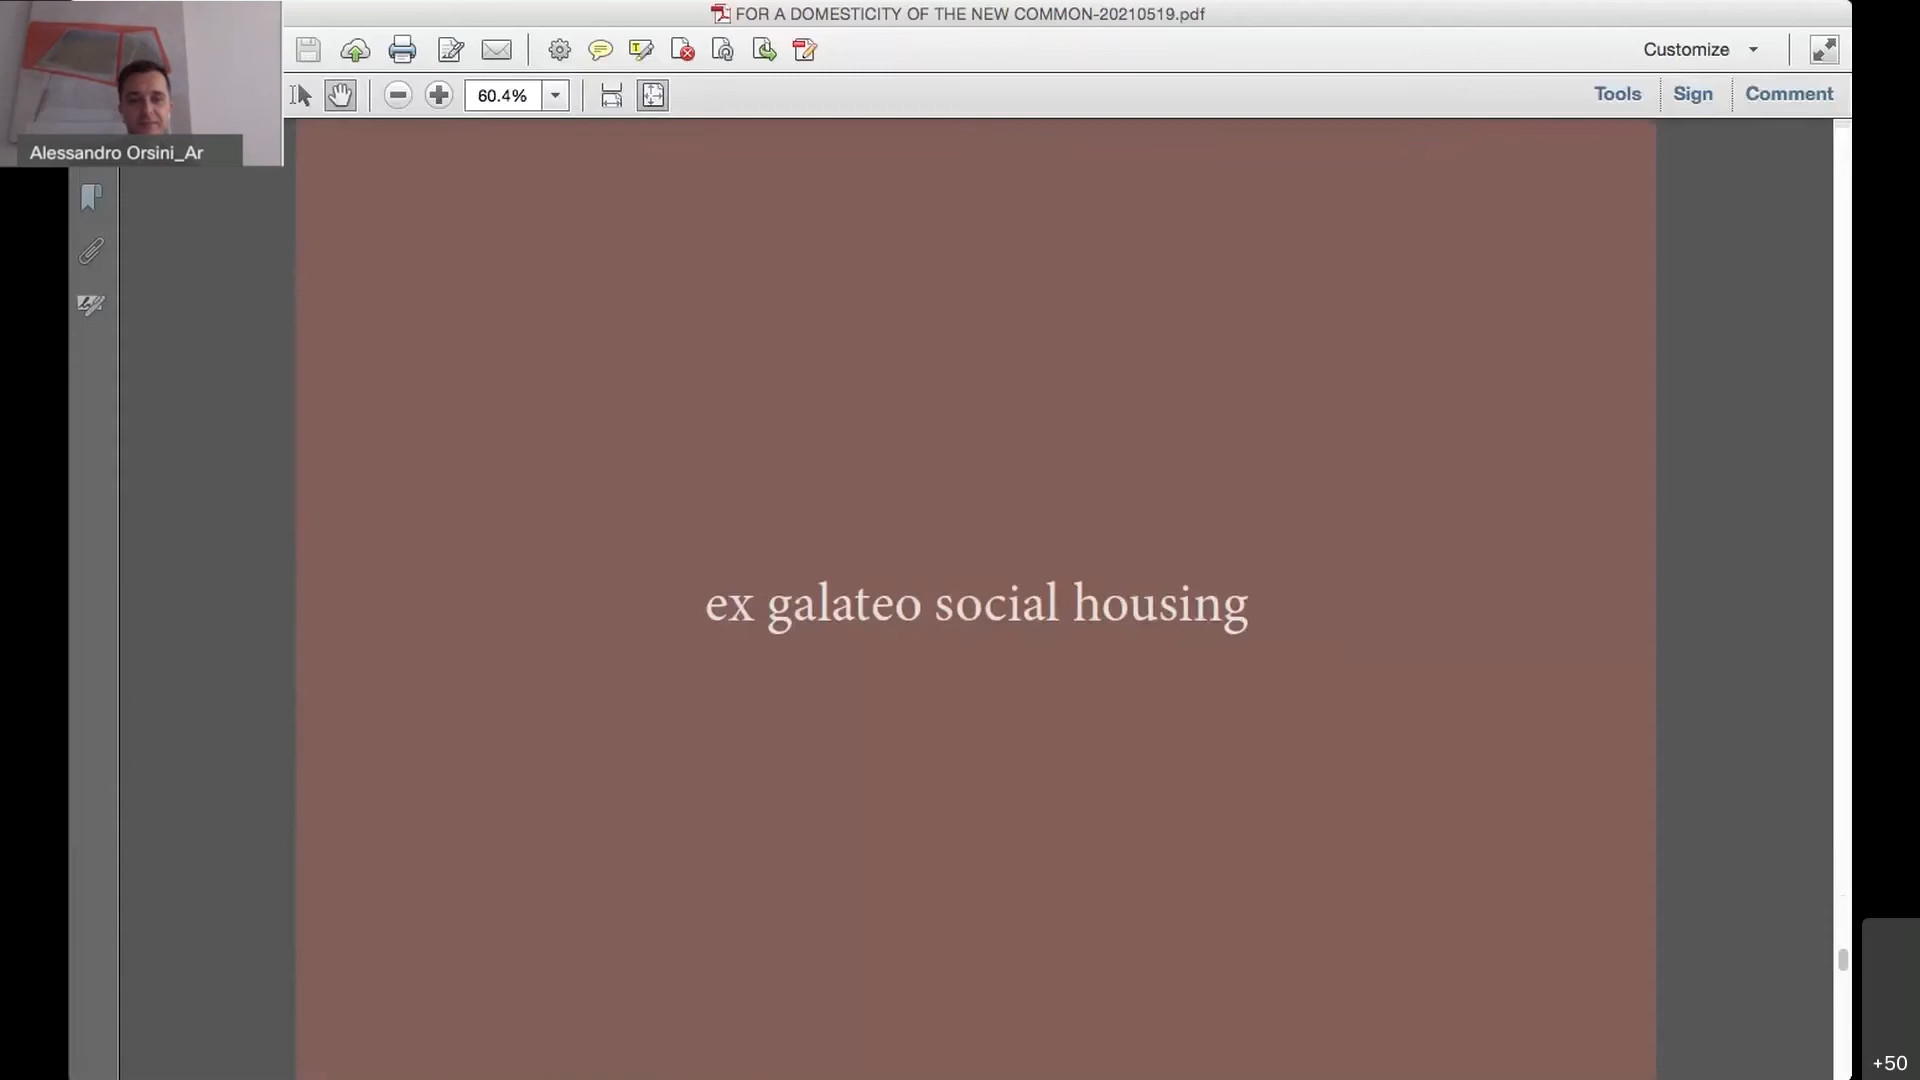 FOR A DOMESTICITY OF THE NEW COMMON-20210519.pdf
Customize
60.4%
Tools
Sign
Comment
Alessandro Orsini_Ar
ex galateo social housing
+50